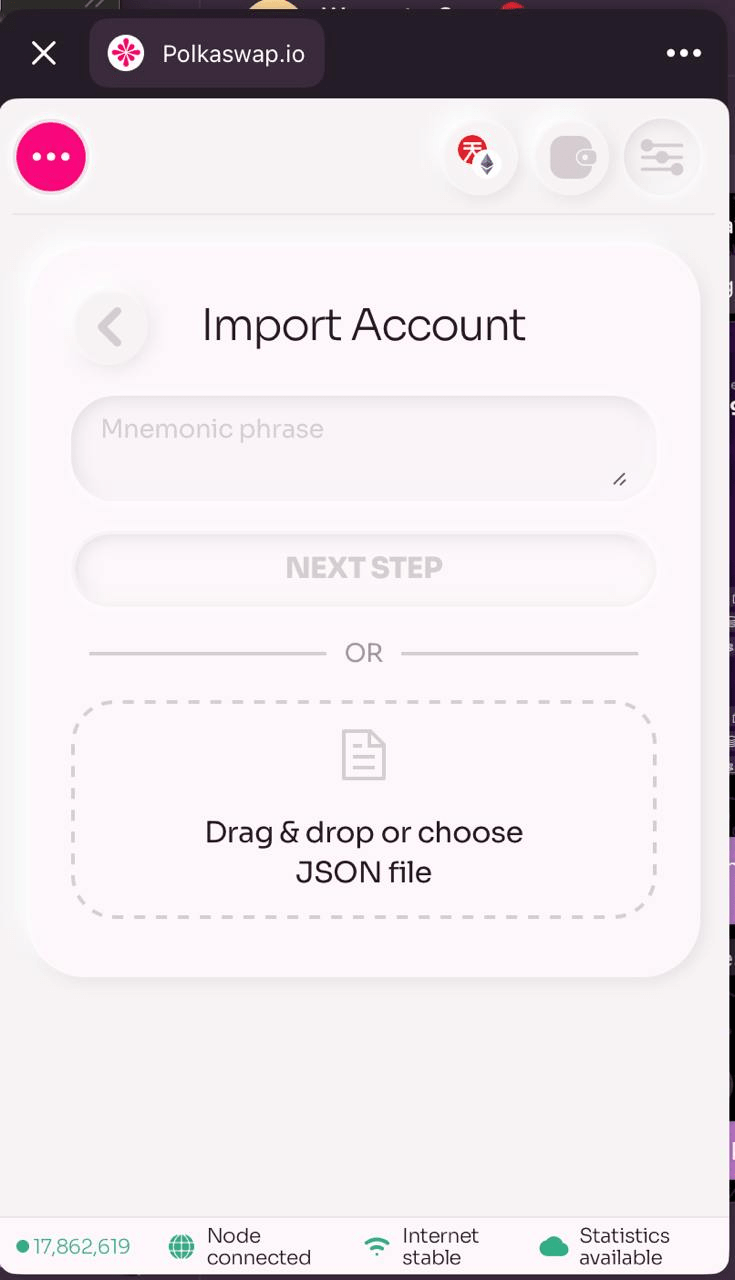 Polkaswap.io
Import Account
Mnemonic phrase
NEXT STEP
OR
Drag & drop or choose
JSON file
17,862,619
Node
connected
Internet
stable
Statistics
available